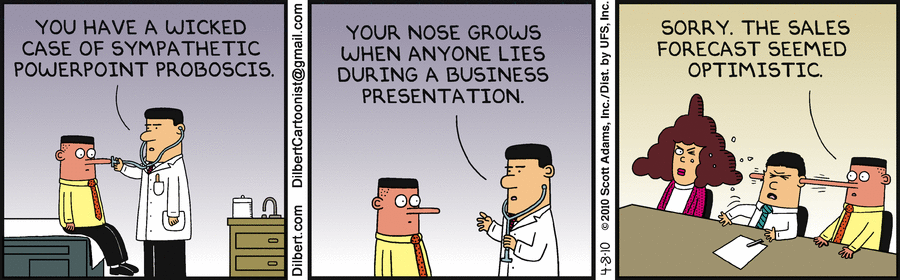 YOU HAVE A WICKED
CASE OF SYMPATHETIC
POWERPOINT PROBOSCIS.
Dilbert.com DilbertCartoonist@gmail.com
YOUR NOSE GROWS
WHEN ANYONE LIES
DURING A BUSINESS
PRESENTATION.
4-8-10 ©2010 Scott Adams, Inc./Dist. by UFS, Inc.
SORRY. THE SALES
FORECAST SEEMED
OPTIMISTIC.